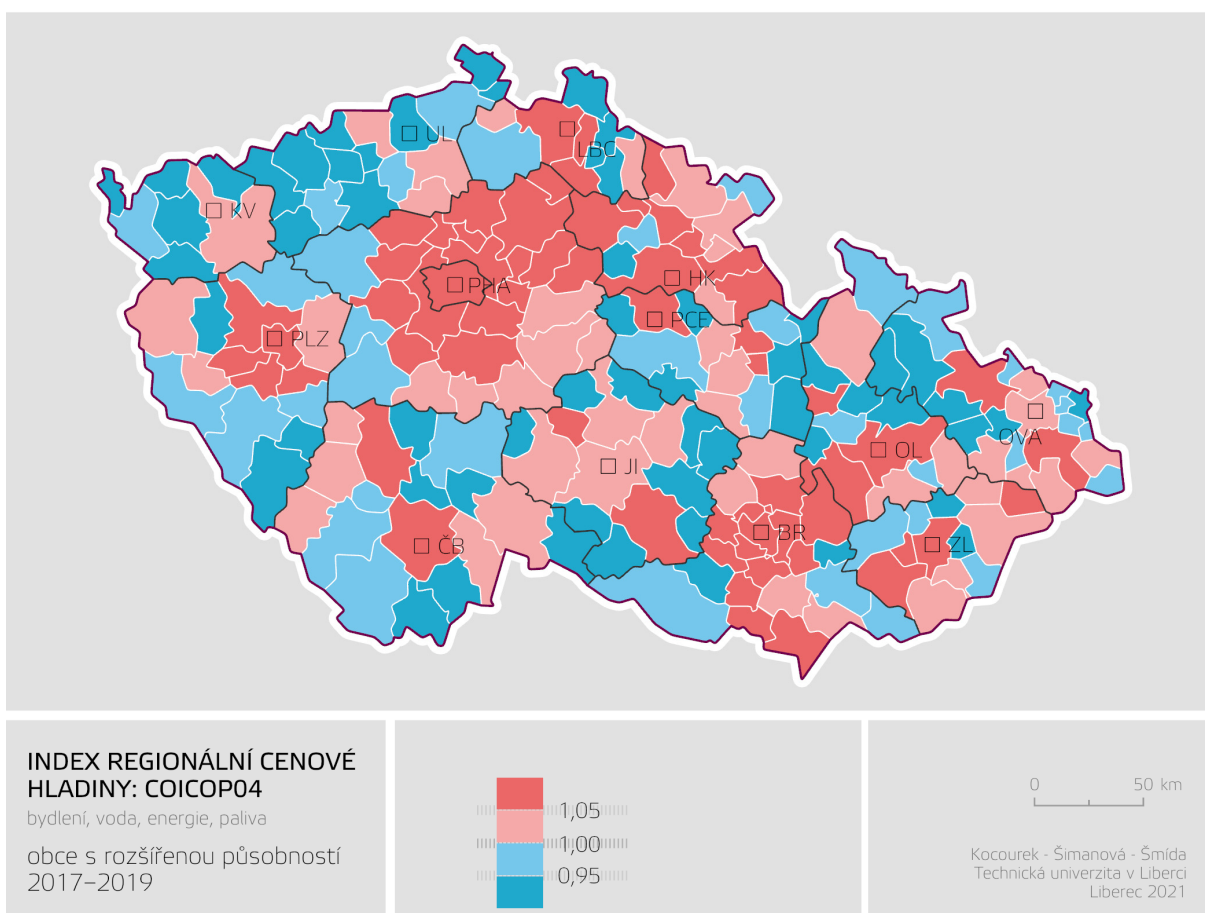 UL
LBC
KV
PHA
HK
PCE
PLZ
OVA
OL
JI
BR
ČB
ZL
INDEX REGIONÁLNÍ CENOVÉ
HLADINY: COICOP04
bydlení, voda, energie, paliva
obce s rozšířenou působností
2017–2019
1,05
1,00
0,95
0 50 km
Kocourek - Šimanová - Šmída
Technická univerzita v Liberci
Liberec 2021